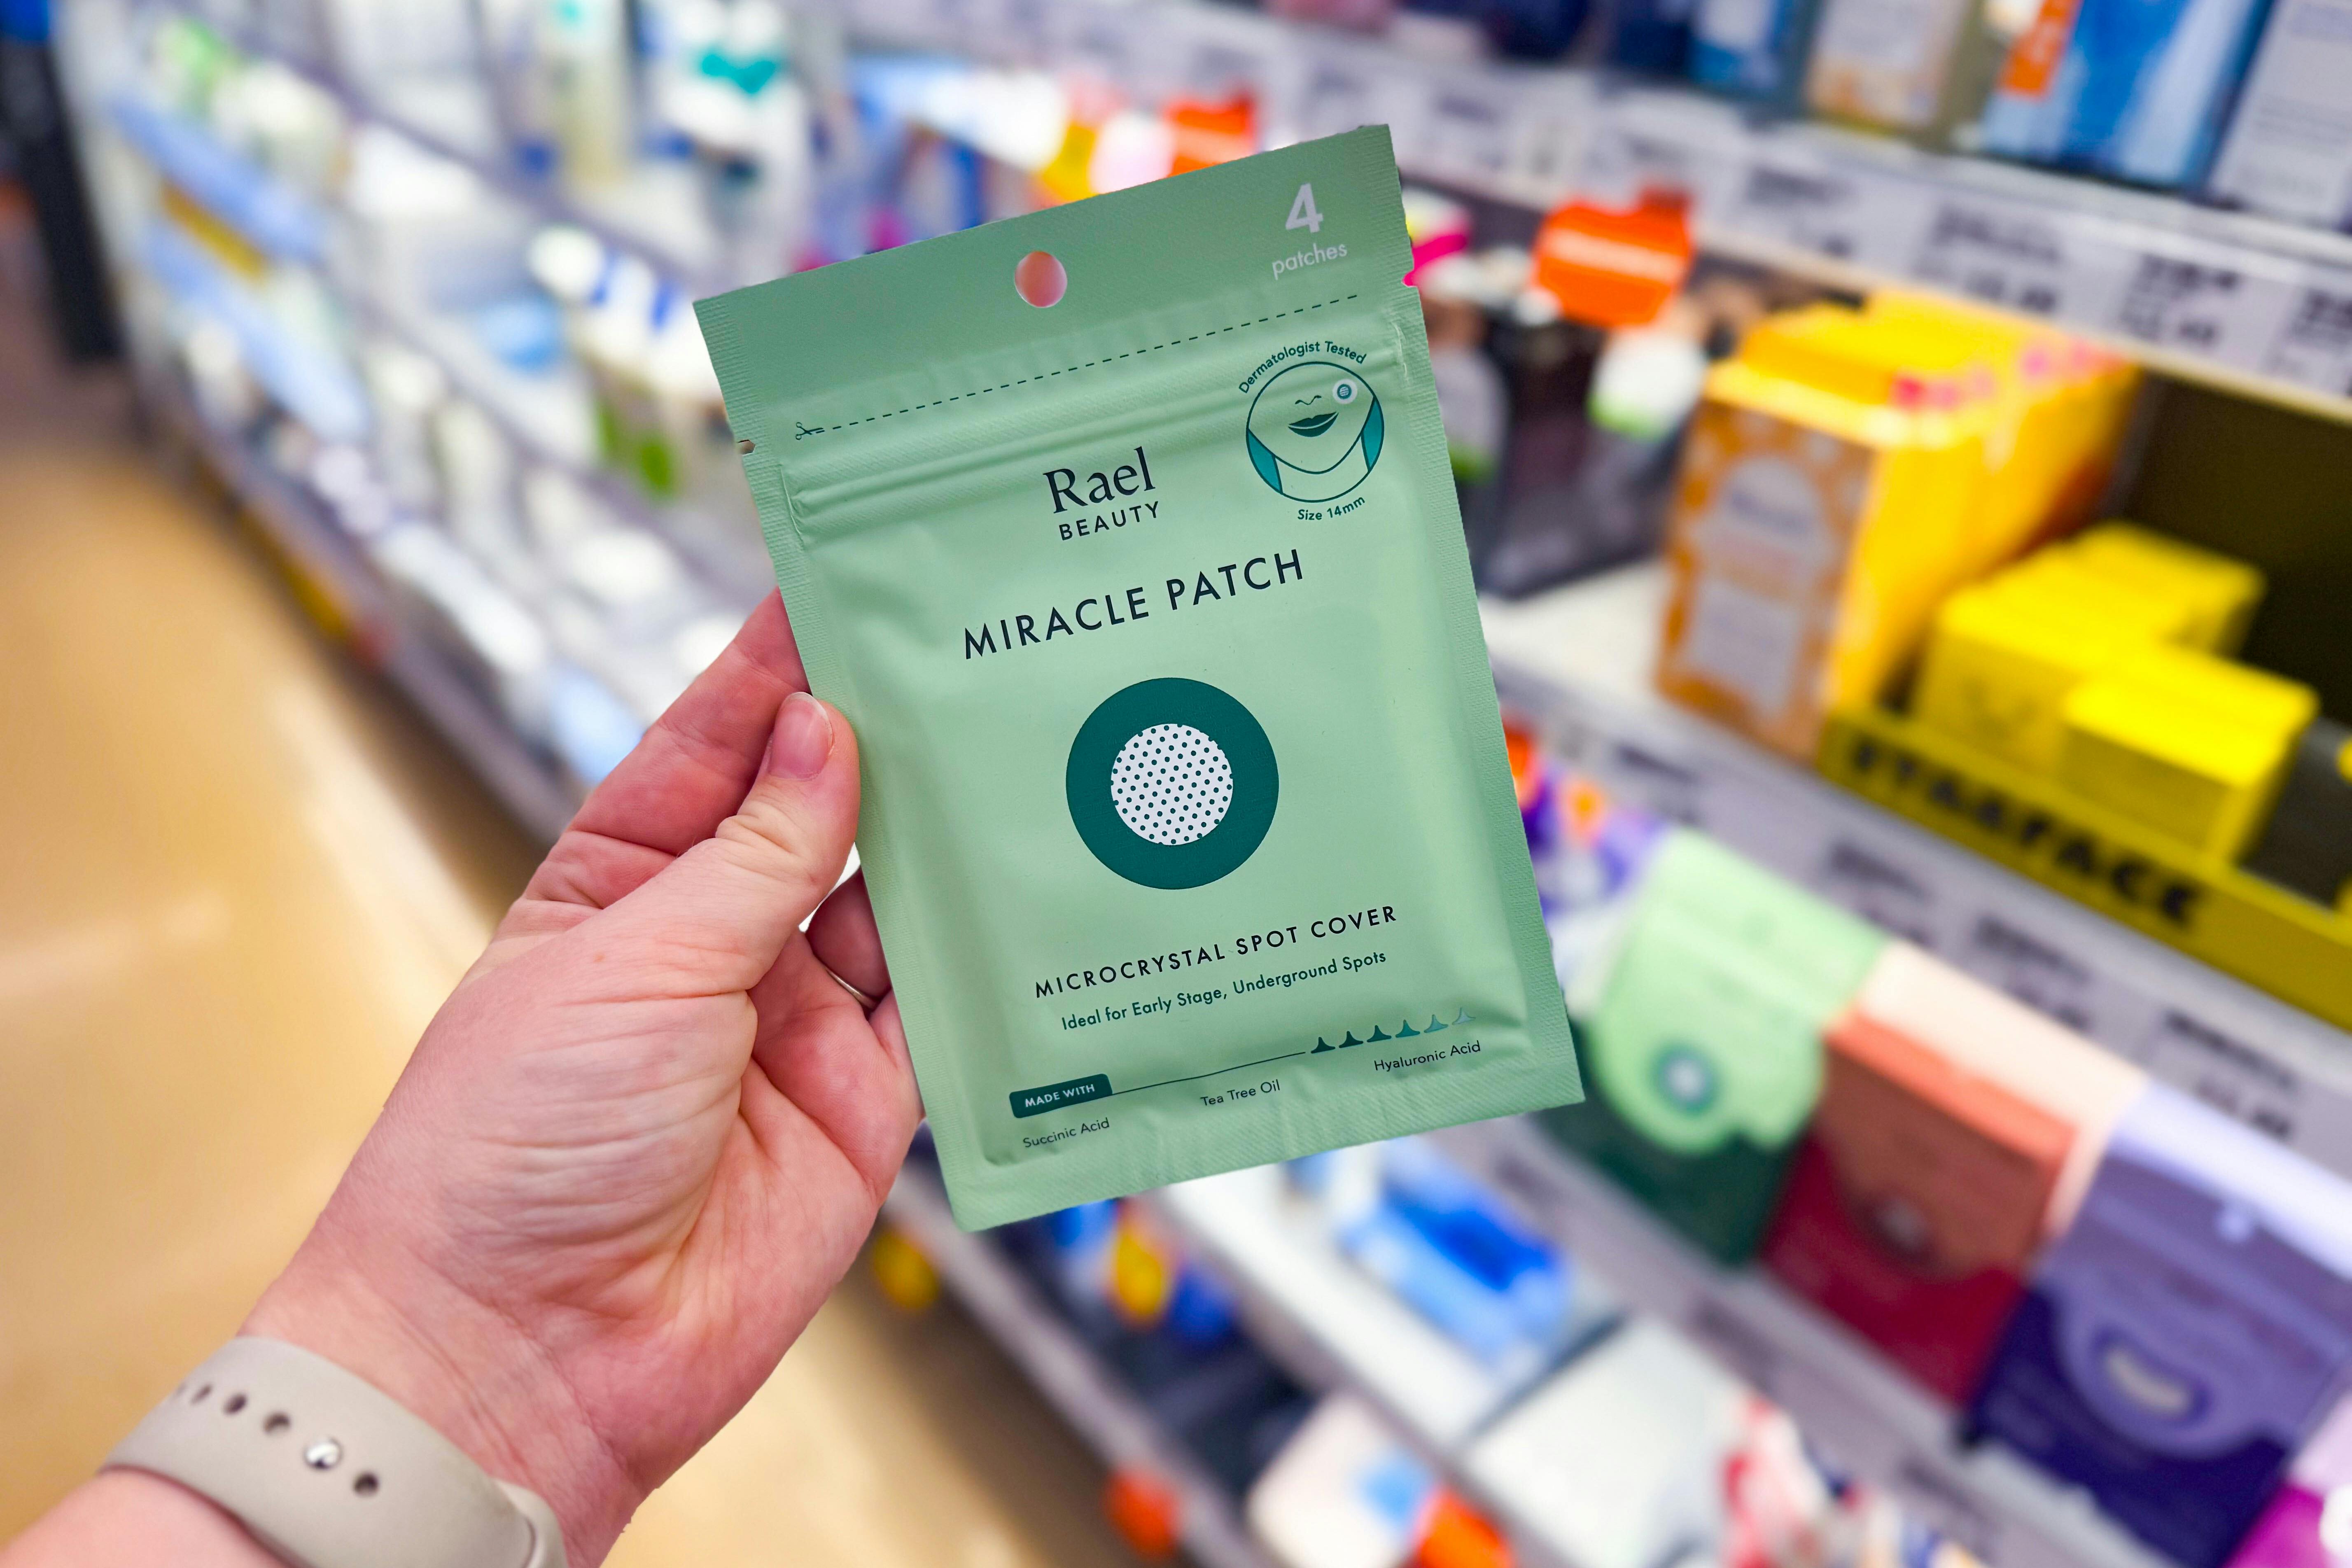 4
patches
Dermatologist Tested
Size 14mm
Rael
BEAUTY
MIRACLE PATCH
MICROCRYSTAL SPOT COVER
Ideal for Early Stage, Underground Spots
MADE WITH
Succinic Acid
Tea Tree Oil
Hyaluronic Acid
STARFACE